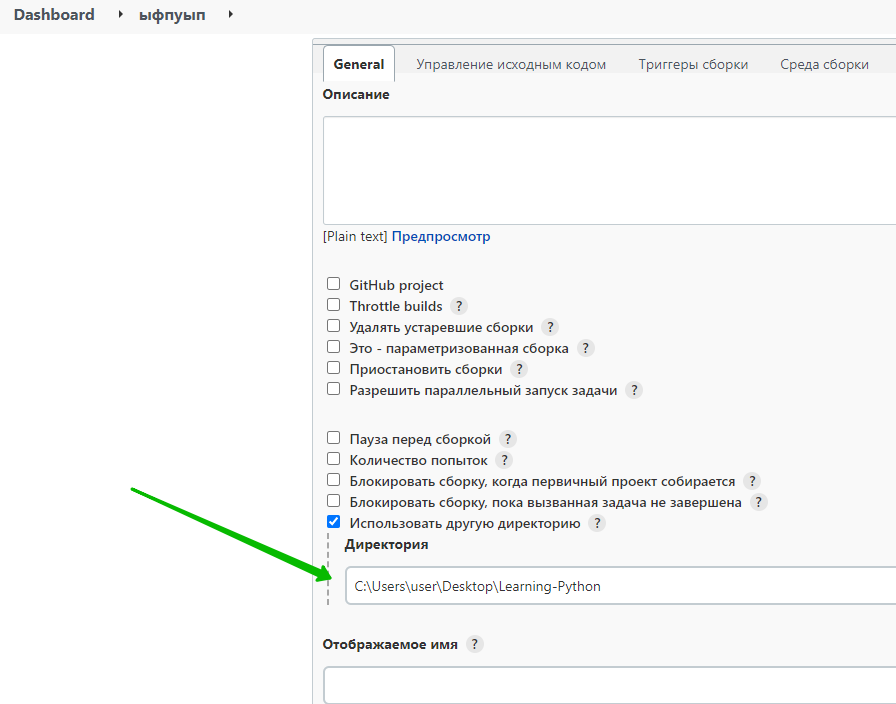 Dashboard ыфпуып
General Управление исходным кодом Триггеры сборки Среда сборки
Описание
[Plain text] Предпросмотр
GitHub project
Throttle builds ?
Удалять устаревшие сборки ?
Это - параметризованная сборка ?
Приостановить сборки ?
Разрешить параллельный запуск задачи ?
Пауза перед сборкой ?
Количество попыток ?
Блокировать сборку, когда первичный проект собирается ?
Блокировать сборку, пока вызванная задача не завершена ?
Использовать другую директорию ?
Директория
C:\Users\user\Desktop\Learning-Python
Отображаемое имя ?